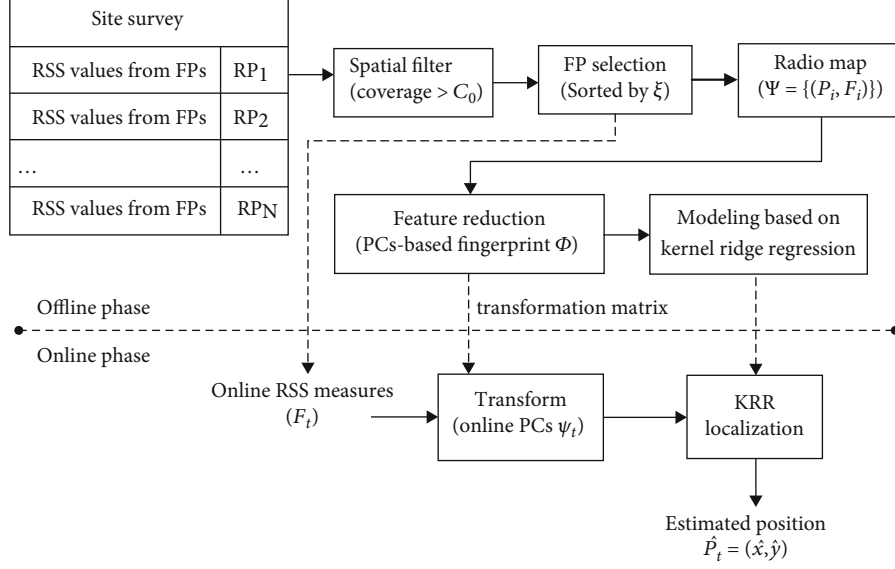 Site survey
RSS values from FPs RP1
RSS values from FPs RP2
... ...
RSS values from FPs RPN
Spatial filter
(coverage > C0)
FP selection
(Sorted by ξ)
Radio map
(Ψ = {(Pi, Fi)})
Feature reduction
(PCs-based fingerprint Φ)
Modeling based on
kernel ridge regression
Offline phase
transformation matrix
Online phase
Online RSS measures
(Ft)
Transform
(online PCs ψt)
KRR
localization
Estimated position
P̂t = (x̂, ŷ)